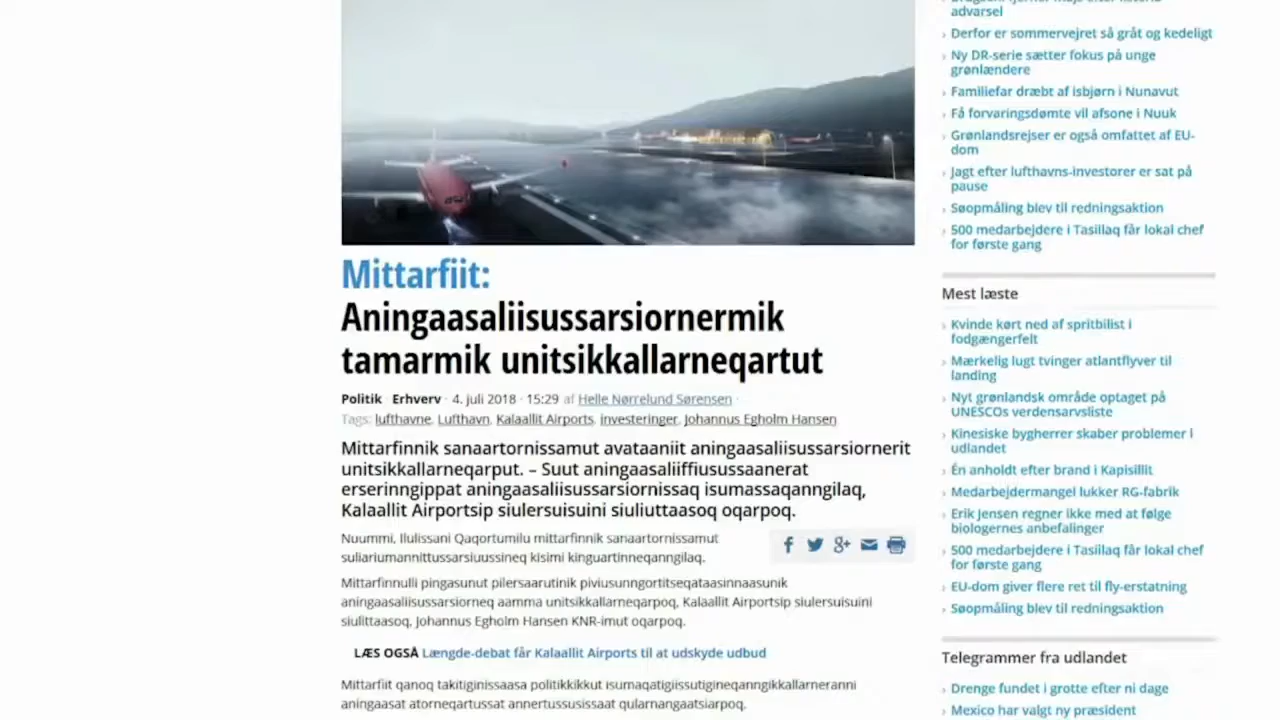 Mittarfiit:
Aningaasaliisussarsiornermik
tamarmik unitsikkallarneqartut
Politik · Erhverv · 4. juli 2018 · 15:29 af Helle Nørrelund Sørensen ·
Tags: lufthavne, Lufthavn, Kalaallit Airports, investeringer, Johannus Egholm Hansen
Mittarfinnik sanaartornissamut avataaniit aningaasaliisussarsiornerit
unitsikkallarneqarput. – Suut aningaasaliiffiusussaanerat
erserinngippat aningaasaliisussarsiornissaq isumassaqanngilaq,
Kalaallit Airportsip siulersuisuini siuliuttaasoq oqarpoq.
Nuummi, Ilulissani Qaqortumilu mittarfinnik sanaartornissamut
suliariumannittussarsiuussineq kisimi kinguartinneqanngilaq.
Mittarfinnulli pingasunut pilersaarutinik piviusunngortitseqataasinnaasunik
aningaasaliisussarsiorneq aamma unitsikkallarneqarpoq, Kalaallit Airportsip siulersuisuini
siulittaasoq, Johannus Egholm Hansen KNR-imut oqarpoq.
LÆS OGSÅ Længde-debat får Kalaallit Airports til at udskyde udbud
Mittarfiit qanoq takitiginissaasa politikkikkut isumaqatigiissutigineqanngikkallarneranni
aningaasat atorneqartussat annertussusissaat qularnangaatsiarpoq.
advarsel
› Derfor er sommervejret så gråt og kedeligt
› Ny DR-serie sætter fokus på unge
grønlændere
› Familiefar dræbt af isbjørn i Nunavut
› Få forvaringsdømte vil afsone i Nuuk
› Grønlandsrejser er også omfattet af EU-
dom
› Jagt efter lufthavns-investorer er sat på
pause
› Søopmåling blev til redningsaktion
› 500 medarbejdere i Tasiilaq får lokal chef
for første gang
Mest læste
› Kvinde kørt ned af spritbilist i
fodgængerfelt
› Mærkelig lugt tvinger atlantflyver til
landing
› Nyt grønlandsk område optaget på
UNESCOs verdensarvsliste
› Kinesiske bygherrer skaber problemer i
udlandet
› Én anholdt efter brand i Kapisillit
› Medarbejdermangel lukker RG-fabrik
› Erik Jensen regner ikke med at følge
biologernes anbefalinger
› 500 medarbejdere i Tasiilaq får lokal chef
for første gang
› EU-dom giver flere ret til fly-erstatning
› Søopmåling blev til redningsaktion
Telegrammer fra udlandet
› Drenge fundet i grotte efter ni dage
› Mexico har valgt ny præsident